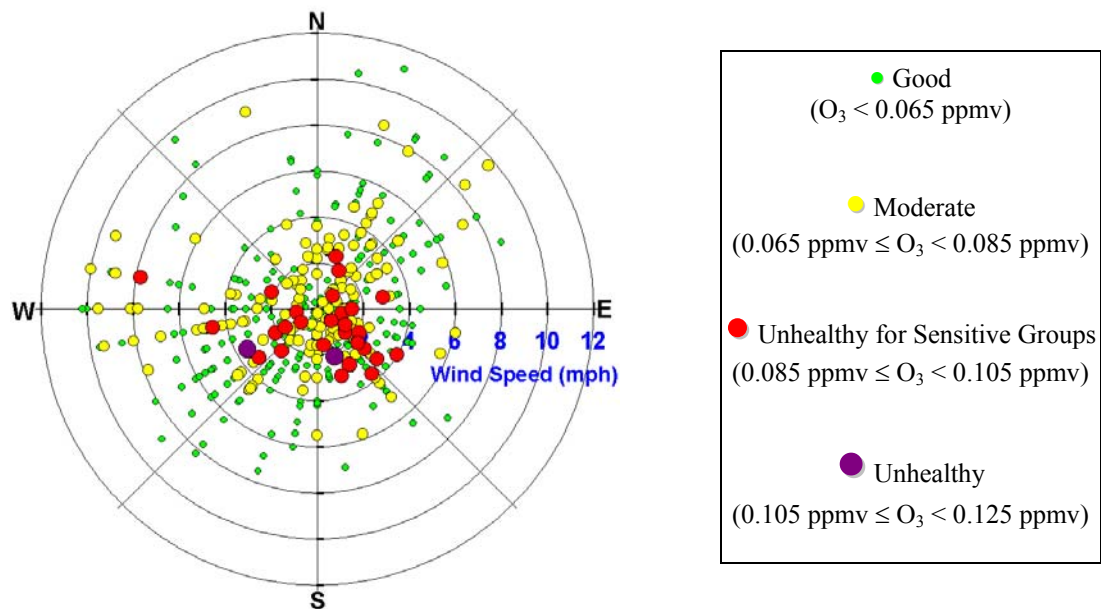 N
W
E
4 6 8 10 12
Wind Speed (mph)
S
Good
(O₃ < 0.065 ppmv)
Moderate
(0.065 ppmv ≤ O₃ < 0.085 ppmv)
Unhealthy for Sensitive Groups
(0.085 ppmv ≤ O₃ < 0.105 ppmv)
Unhealthy
(0.105 ppmv ≤ O₃ < 0.125 ppmv)